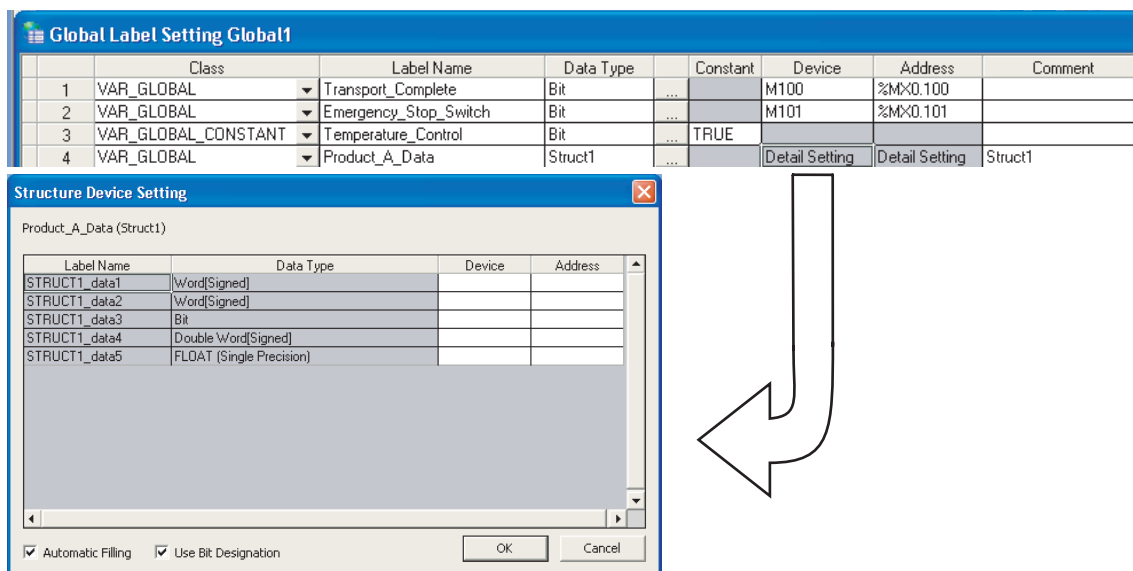 Global Label Setting Global1
Class Label Name Data Type Constant Device Address Comment
1 VAR_GLOBAL Transport_Complete Bit ... M100 %MX0.100
2 VAR_GLOBAL Emergency_Stop_Switch Bit ... M101 %MX0.101
3 VAR_GLOBAL_CONSTANT Temperature_Control Bit ... TRUE
4 VAR_GLOBAL Product_A_Data Struct1 ... Detail Setting Detail Setting Struct1
Structure Device Setting
Product_A_Data (Struct1)
Label Name Data Type Device Address
STRUCT1_data1 Word[Signed]
STRUCT1_data2 Word[Signed]
STRUCT1_data3 Bit
STRUCT1_data4 Double Word[Signed]
STRUCT1_data5 FLOAT (Single Precision)
Automatic Filling Use Bit Designation OK Cancel